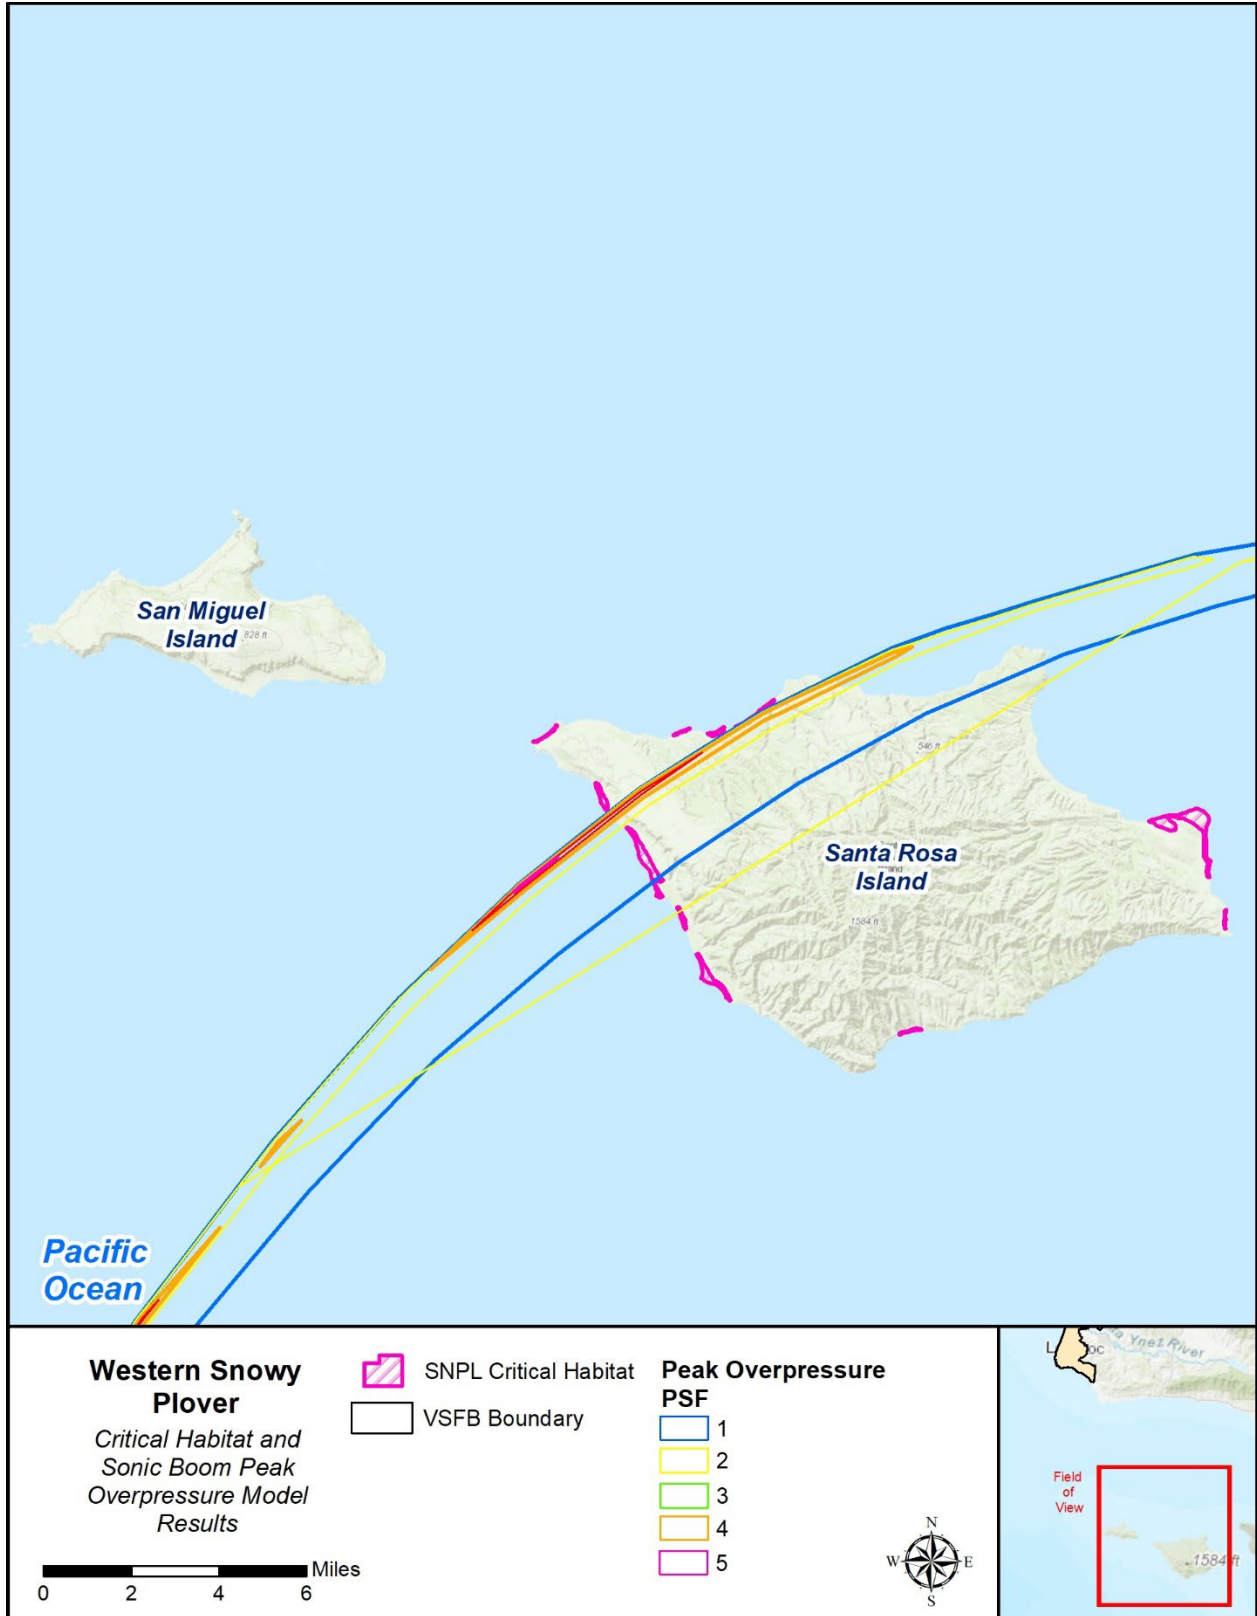 San Miguel
Island
828 ft
546 ft
Santa Rosa
Island
1584 ft
Pacific
Ocean
Western Snowy
Plover
Critical Habitat and
Sonic Boom Peak
Overpressure Model
Results
0 2 4 6 Miles
SNPL Critical Habitat
VSFB Boundary
Peak Overpressure
PSF
1
2
3
4
5
N
W E
S
Ynez River
L oc
Field
of
View
1584 ft